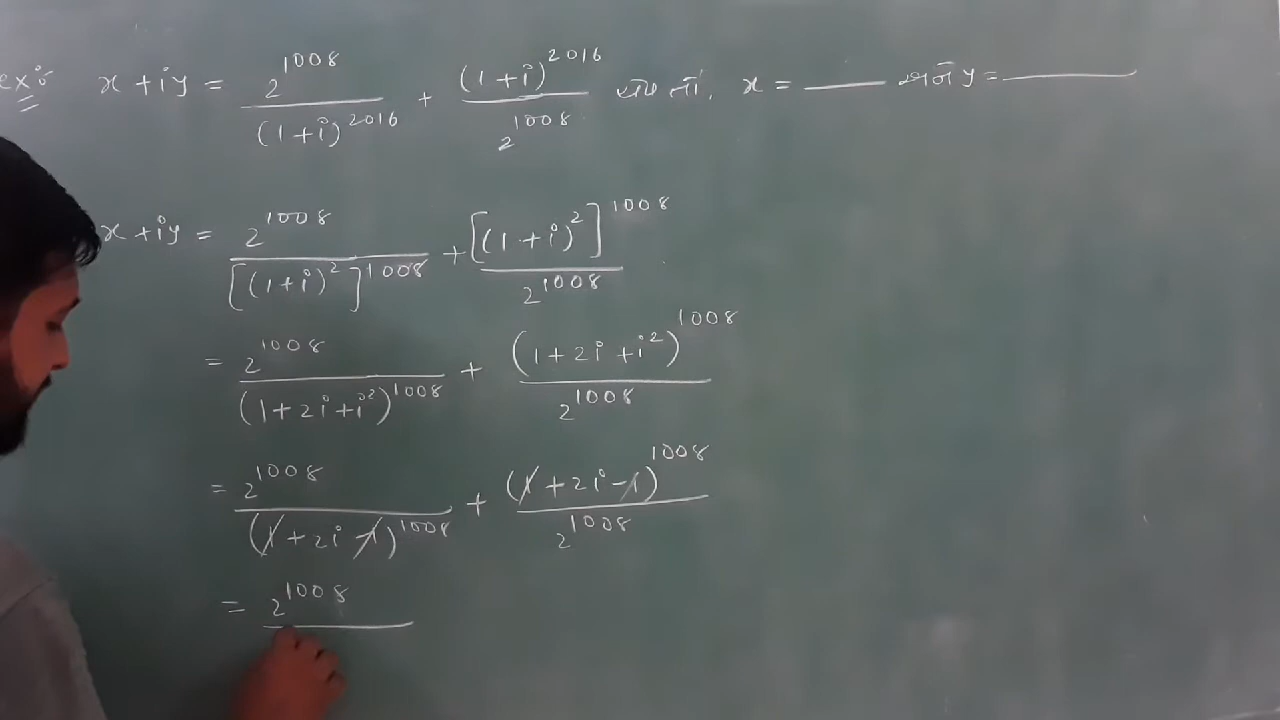 ex: x + iy = 2^1008 / (1+i)^2016 + (1+i)^2016 / 2^1008 હોય તો, x = ____ અને y = ____
x + iy = 2^1008 / [(1+i)^2]^1008 + [(1+i)^2]^1008 / 2^1008
= 2^1008 / (1+2i+i^2)^1008 + (1+2i+i^2)^1008 / 2^1008
= 2^1008 / (1+2i-1)^1008 + (1+2i-1)^1008 / 2^1008
= 2^1008